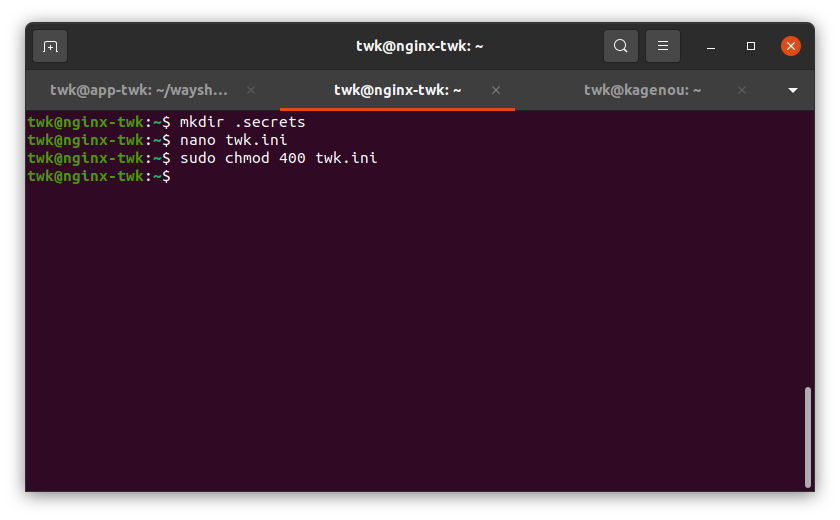 twk@nginx-twk: ~
twk@app-twk: ~/waysh...
twk@nginx-twk: ~
twk@kagenou: ~
twk@nginx-twk:~$ mkdir .secrets
twk@nginx-twk:~$ nano twk.ini
twk@nginx-twk:~$ sudo chmod 400 twk.ini
twk@nginx-twk:~$